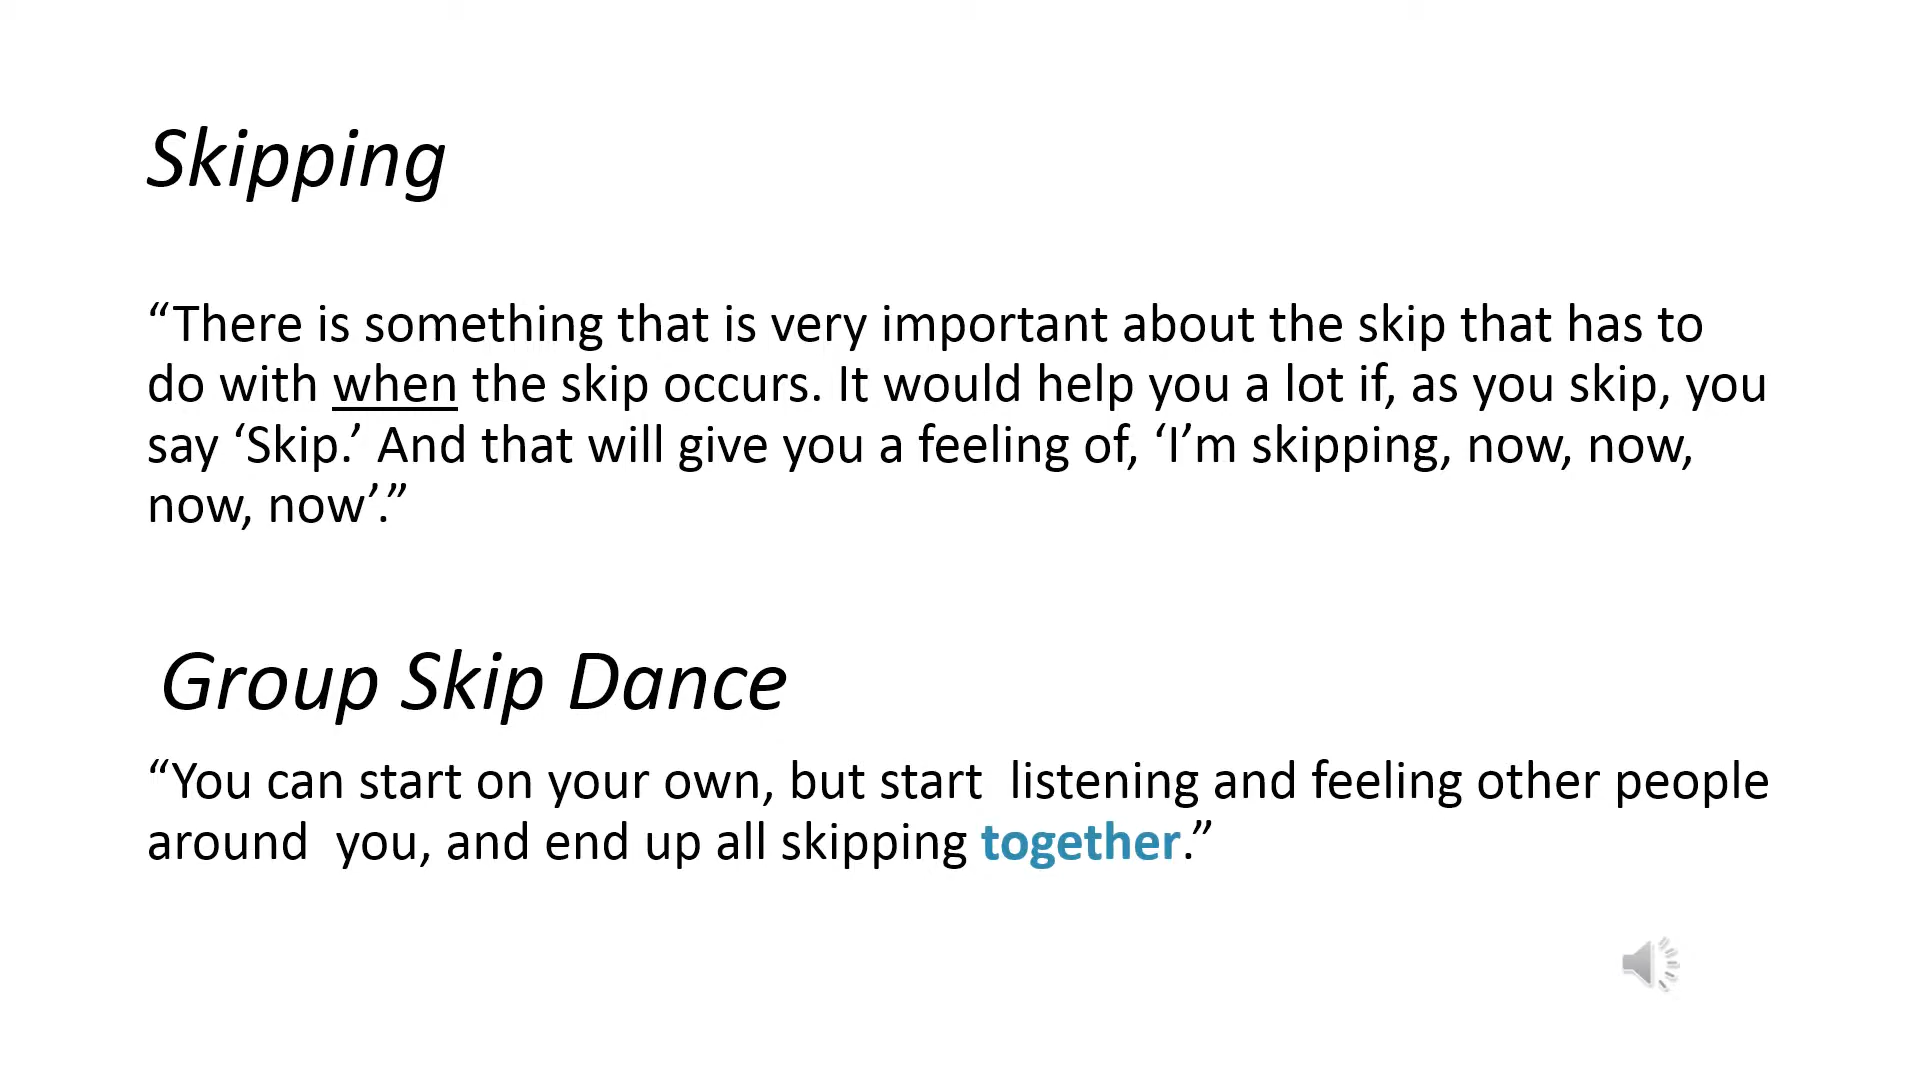 Skipping
“There is something that is very important about the skip that has to
do with when the skip occurs. It would help you a lot if, as you skip, you
say ‘Skip.’ And that will give you a feeling of, ‘I’m skipping, now, now,
now, now’.”
Group Skip Dance
“You can start on your own, but start  listening and feeling other people
around  you, and end up all skipping together.”